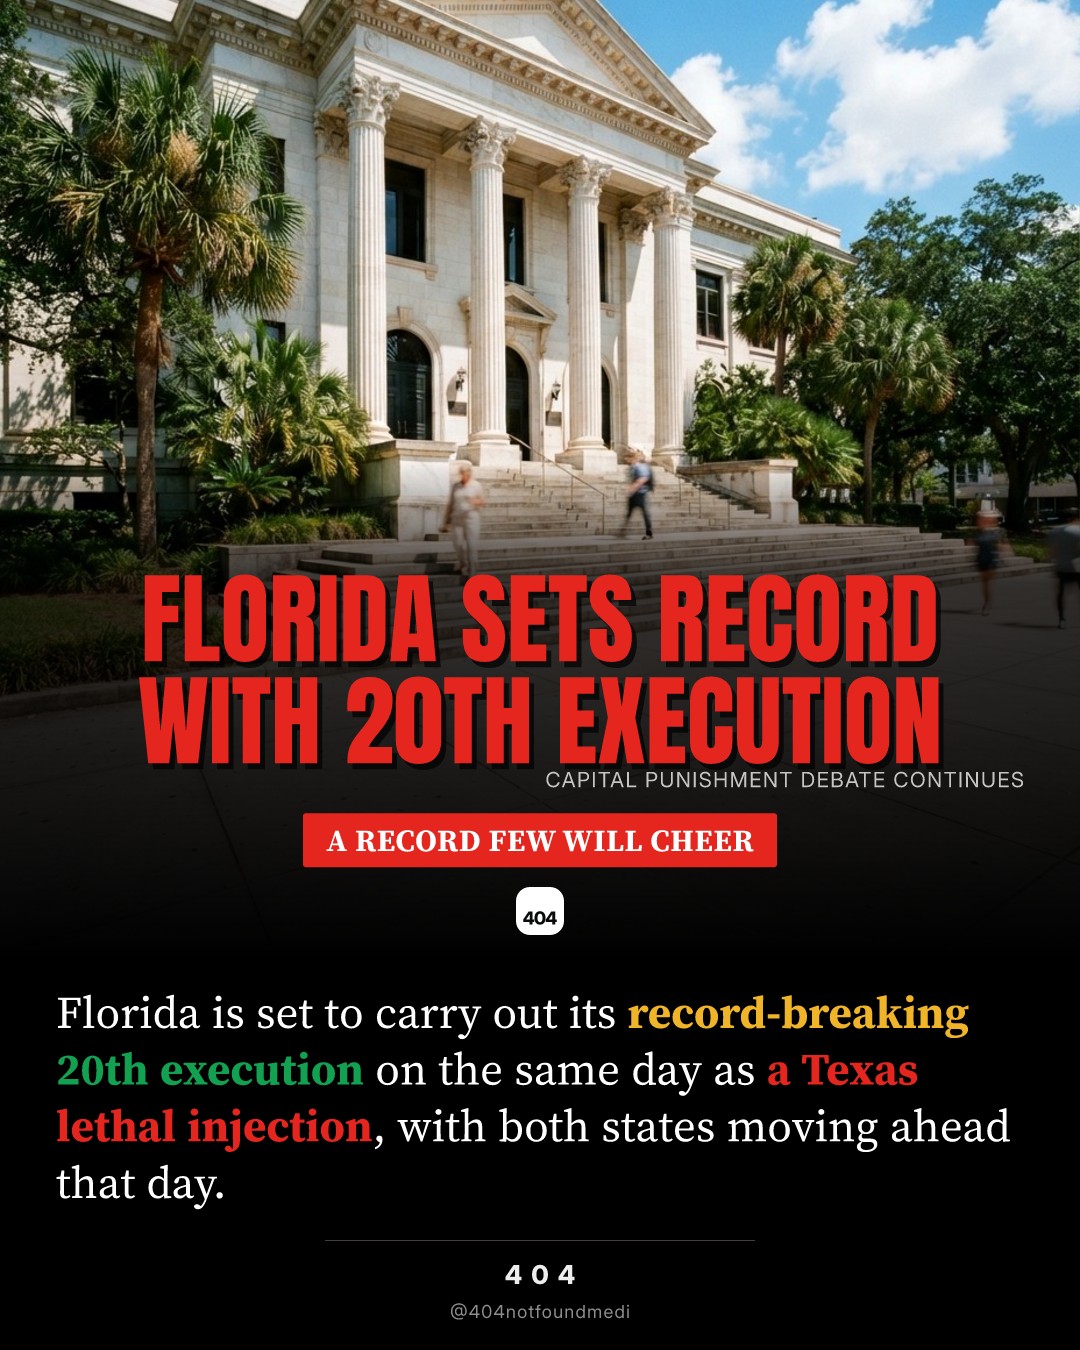 FLORIDA SETS RECORD
WITH 20TH EXECUTION
CAPITAL PUNISHMENT DEBATE CONTINUES
A RECORD FEW WILL CHEER
404
Florida is set to carry out its record-breaking
20th execution on the same day as a Texas
lethal injection, with both states moving ahead
that day.
404
@404notfoundmedi